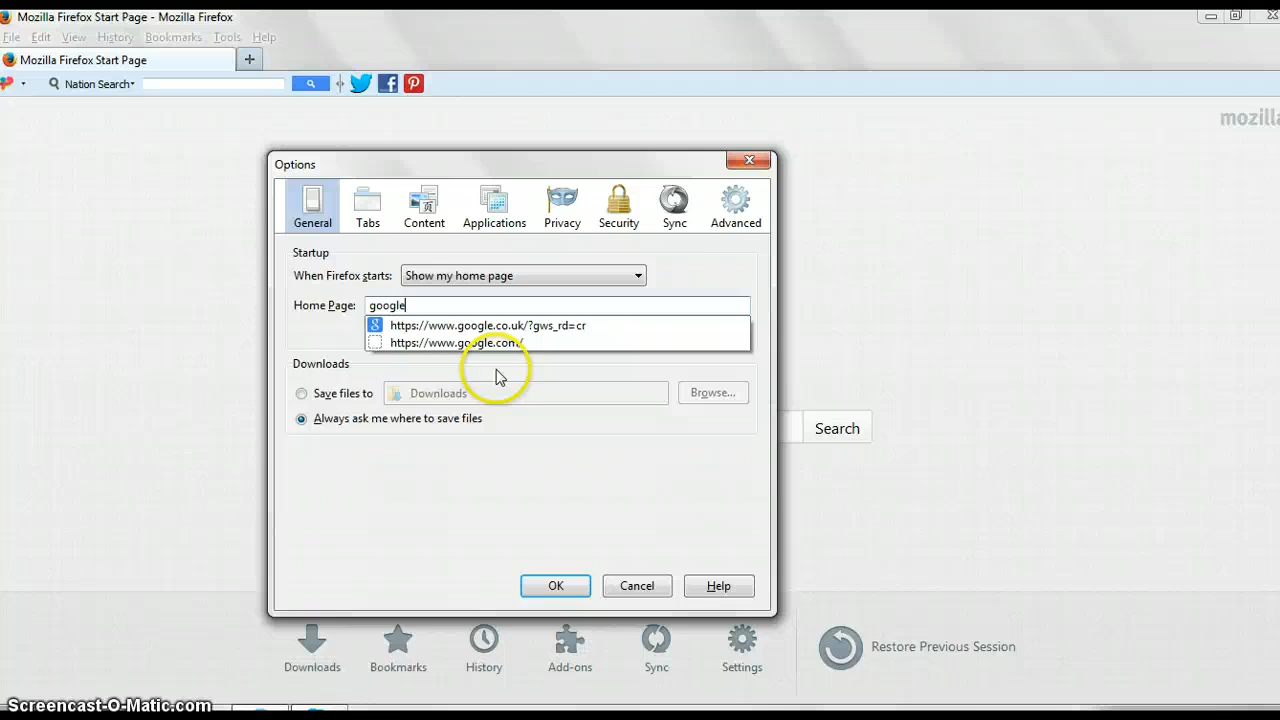 Mozilla Firefox Start Page - Mozilla Firefox
File Edit View History Bookmarks Tools Help
Mozilla Firefox Start Page +
Nation Search
mozilla
Options
General Tabs Content Applications Privacy Security Sync Advanced
Startup
When Firefox starts: Show my home page
Home Page: google
https://www.google.co.uk/?gws_rd=cr
https://www.google.com/
Downloads
Save files to Downloads Browse...
Always ask me where to save files
Search
OK Cancel Help
Downloads Bookmarks History Add-ons Sync Settings Restore Previous Session
Screencast-O-Matic.com